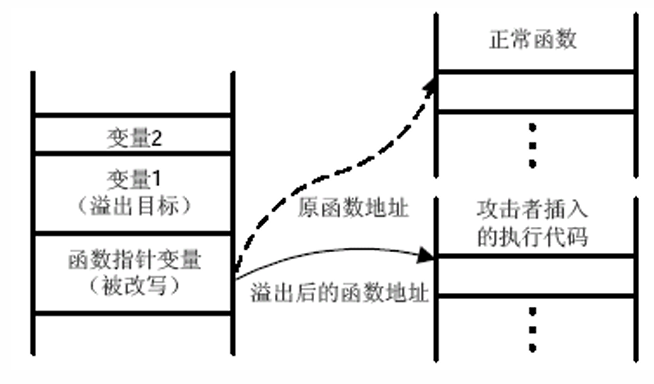 正常函数
变量2
变量1
（溢出目标）
原函数地址
攻击者插入
的执行代码
函数指针变量
（被改写）
溢出后的函数地址